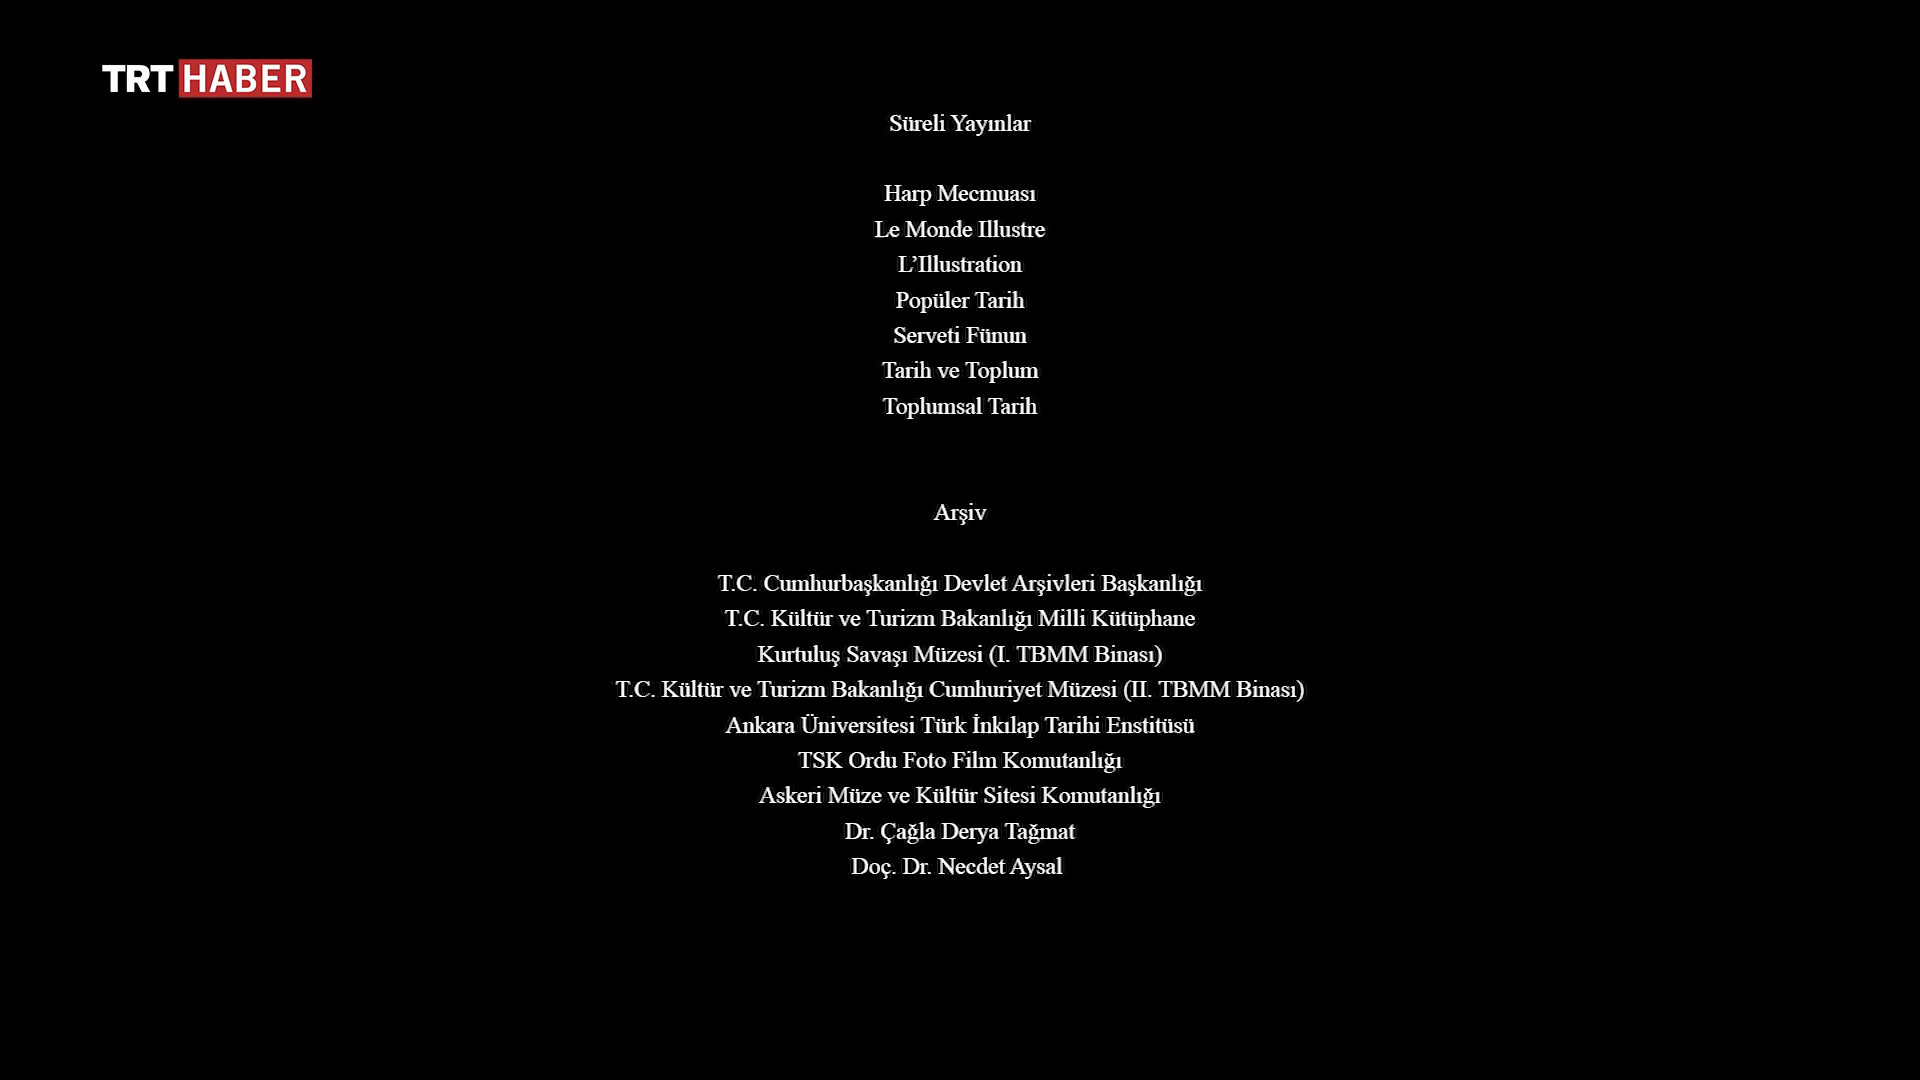 TRT HABER
Süreli Yayınlar
Harp Mecmuası
Le Monde Illustre
L’Illustration
Popüler Tarih
Serveti Fünun
Tarih ve Toplum
Toplumsal Tarih
Arşiv
T.C. Cumhurbaşkanlığı Devlet Arşivleri Başkanlığı
T.C. Kültür ve Turizm Bakanlığı Milli Kütüphane
Kurtuluş Savaşı Müzesi (I. TBMM Binası)
T.C. Kültür ve Turizm Bakanlığı Cumhuriyet Müzesi (II. TBMM Binası)
Ankara Üniversitesi Türk İnkılap Tarihi Enstitüsü
TSK Ordu Foto Film Komutanlığı
Askeri Müze ve Kültür Sitesi Komutanlığı
Dr. Çağla Derya Tağmat
Doç. Dr. Necdet Aysal